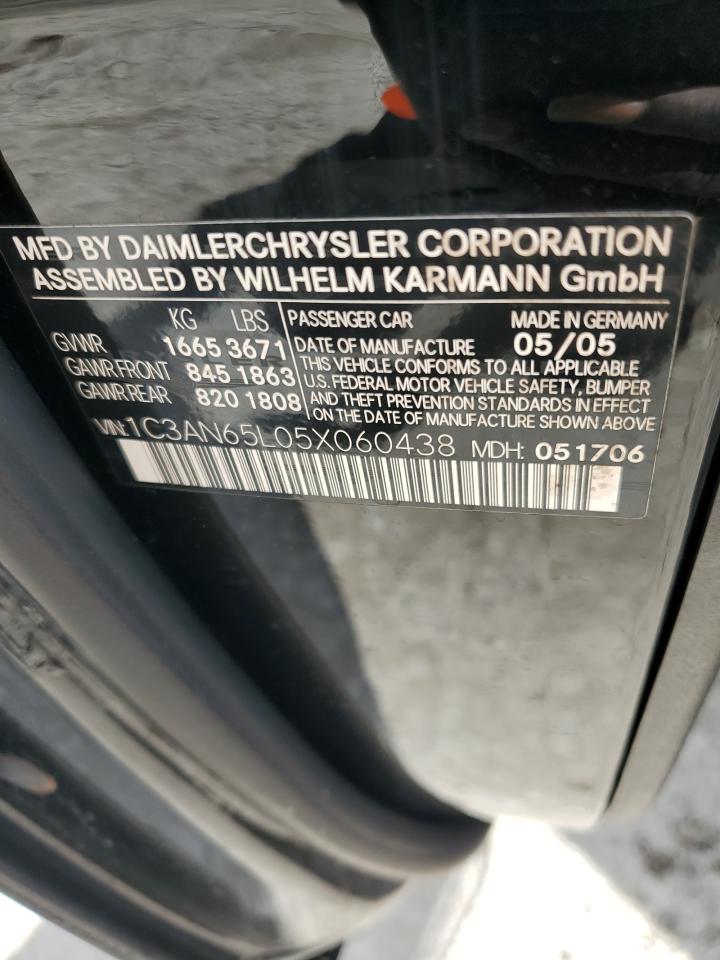 MFD BY DAIMLERCHRYSLER CORPORATION
ASSEMBLED BY WILHELM KARMANN GmbH
KG LBS
GVWR 1665 3671
GAWR FRONT 845 1863
GAWR REAR 820 1808
PASSENGER CAR MADE IN GERMANY
DATE OF MANUFACTURE 05/05
THIS VEHICLE CONFORMS TO ALL APPLICABLE
U.S. FEDERAL MOTOR VEHICLE SAFETY, BUMPER
AND THEFT PREVENTION STANDARDS IN EFFECT
ON THE DATE OF MANUFACTURE SHOWN ABOVE
VIN: 1C3AN65L05X060438 MDH: 051706